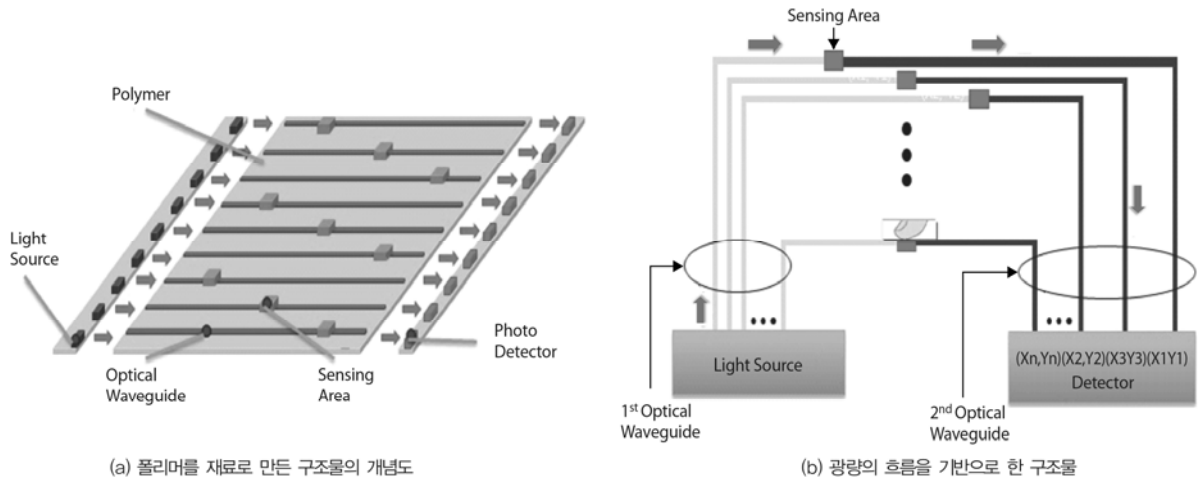 Polymer
Light
Source
Optical
Waveguide
Sensing
Area
Photo
Detector
(a) 폴리머를 재료로 만든 구조물의 개념도
Sensing Area
Light Source
(Xn,Yn)(X2,Y2)(X3Y3)(X1Y1)
Detector
1st Optical
Waveguide
2nd Optical
Waveguide
(b) 광량의 흐름을 기반으로 한 구조물